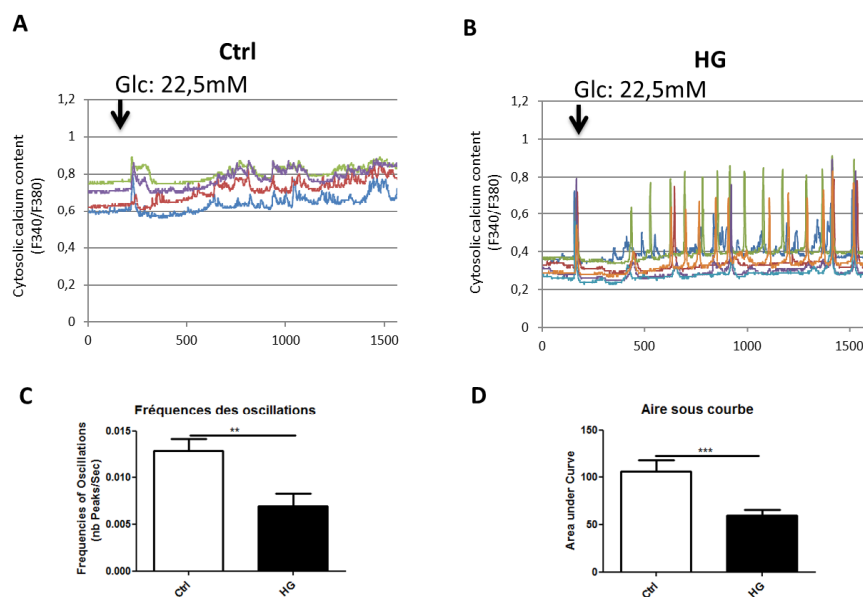 A
Ctrl
Glc: 22,5mM
Cytosolic calcium content
(F340/F380)
1,2
1
0,8
0,6
0,4
0,2
0
0
500
1000
1500
B
HG
Glc: 22,5mM
Cytosolic calcium content
(F340/F380)
1,2
1
0,8
0,6
0,4
0,2
0
0
500
1000
1500
C
Fréquences des oscillations
Frequencies of Oscillations
(nb Peaks/Sec)
0.015
0.010
0.005
0.000
**
Ctrl
HG
D
Aire sous courbe
Area under Curve
100
50
0
***
Ctrl
HG